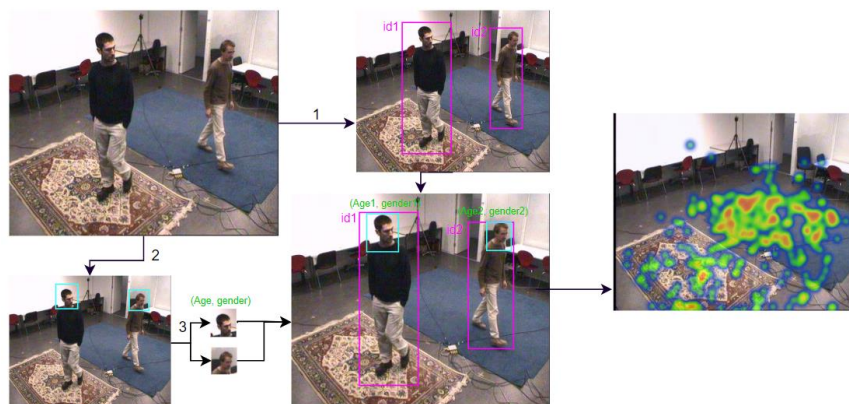 id1
id2
1
(Age1, gender1)
(Age2, gender2)
id1
id2
2
(Age, gender)
3